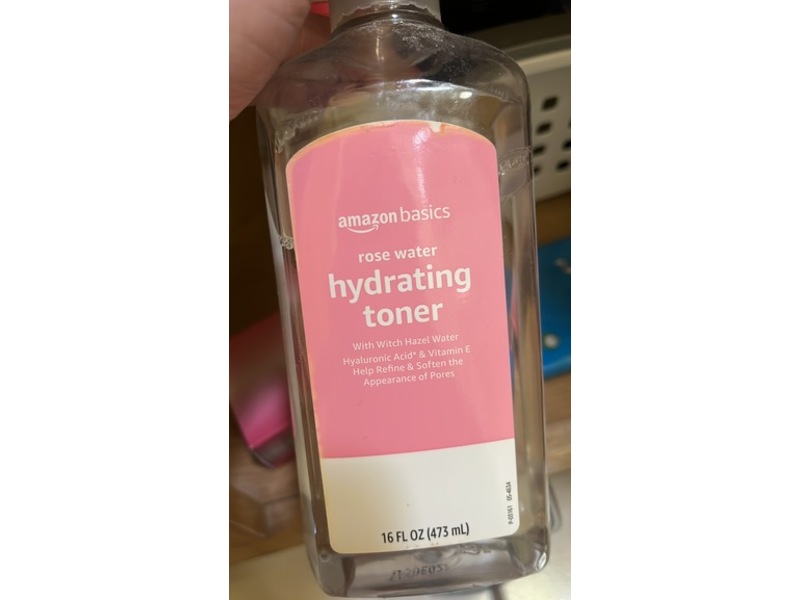 amazon basics
rose water
hydrating
toner
With Witch Hazel Water
Hyaluronic Acid* & Vitamin E
Help Refine & Soften the
Appearance of Pores
16 FL OZ (473 mL)